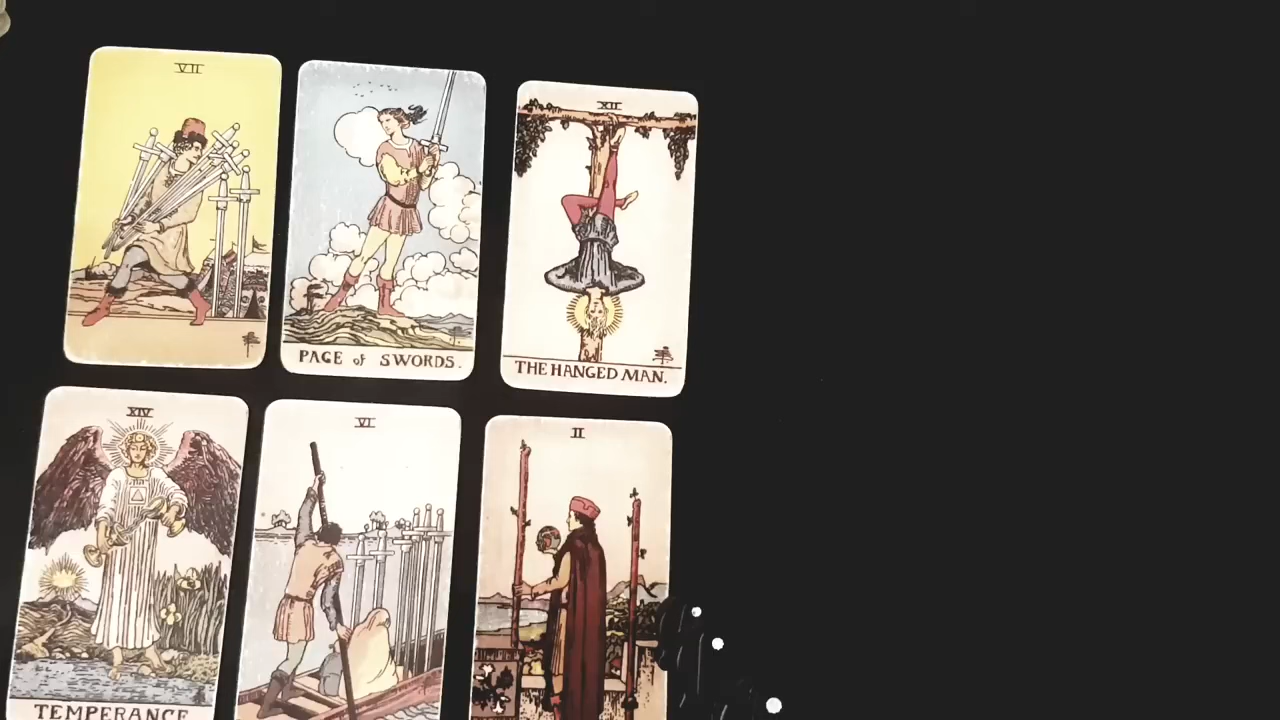 VII
PAGE of SWORDS.
XII
THE HANGED MAN.
XIV
TEMPERANCE
VI
II